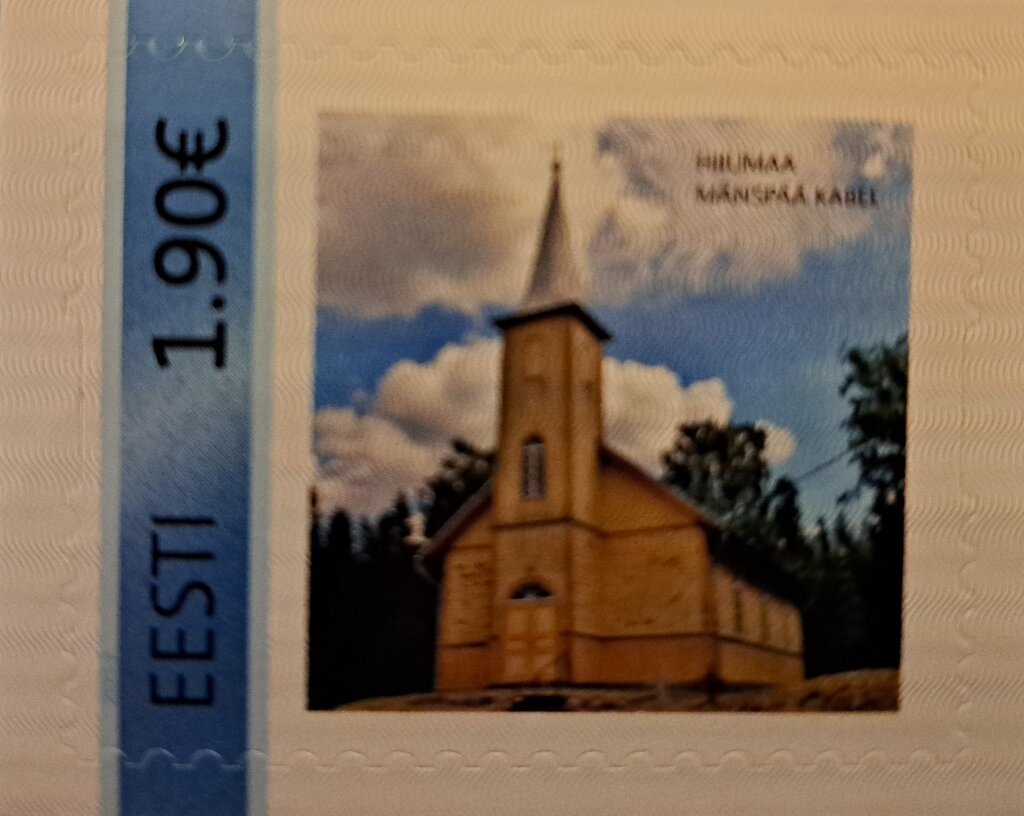 EESTI 1.90€
HIIUMAA
MÄNSPÄÄ KABEL